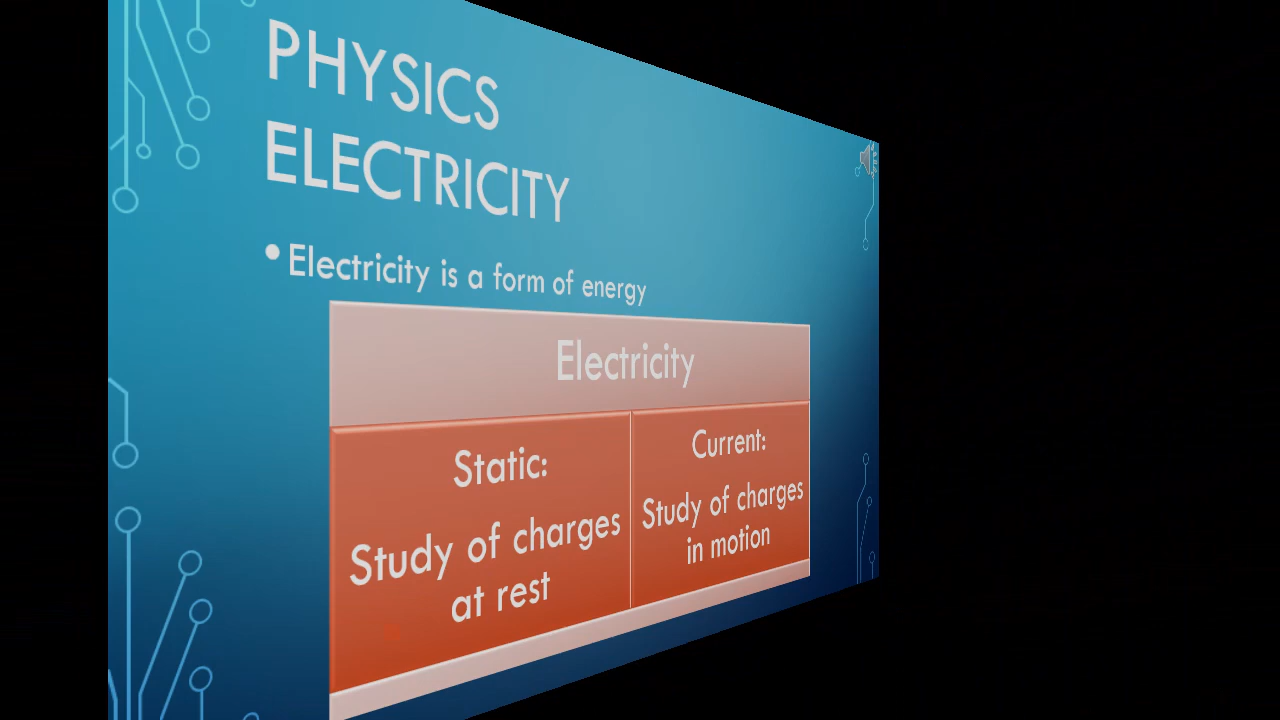 PHYSICS
ELECTRICITY
• Electricity is a form of energy
Electricity
Static:
Study of charges
at rest
Current:
Study of charges
in motion